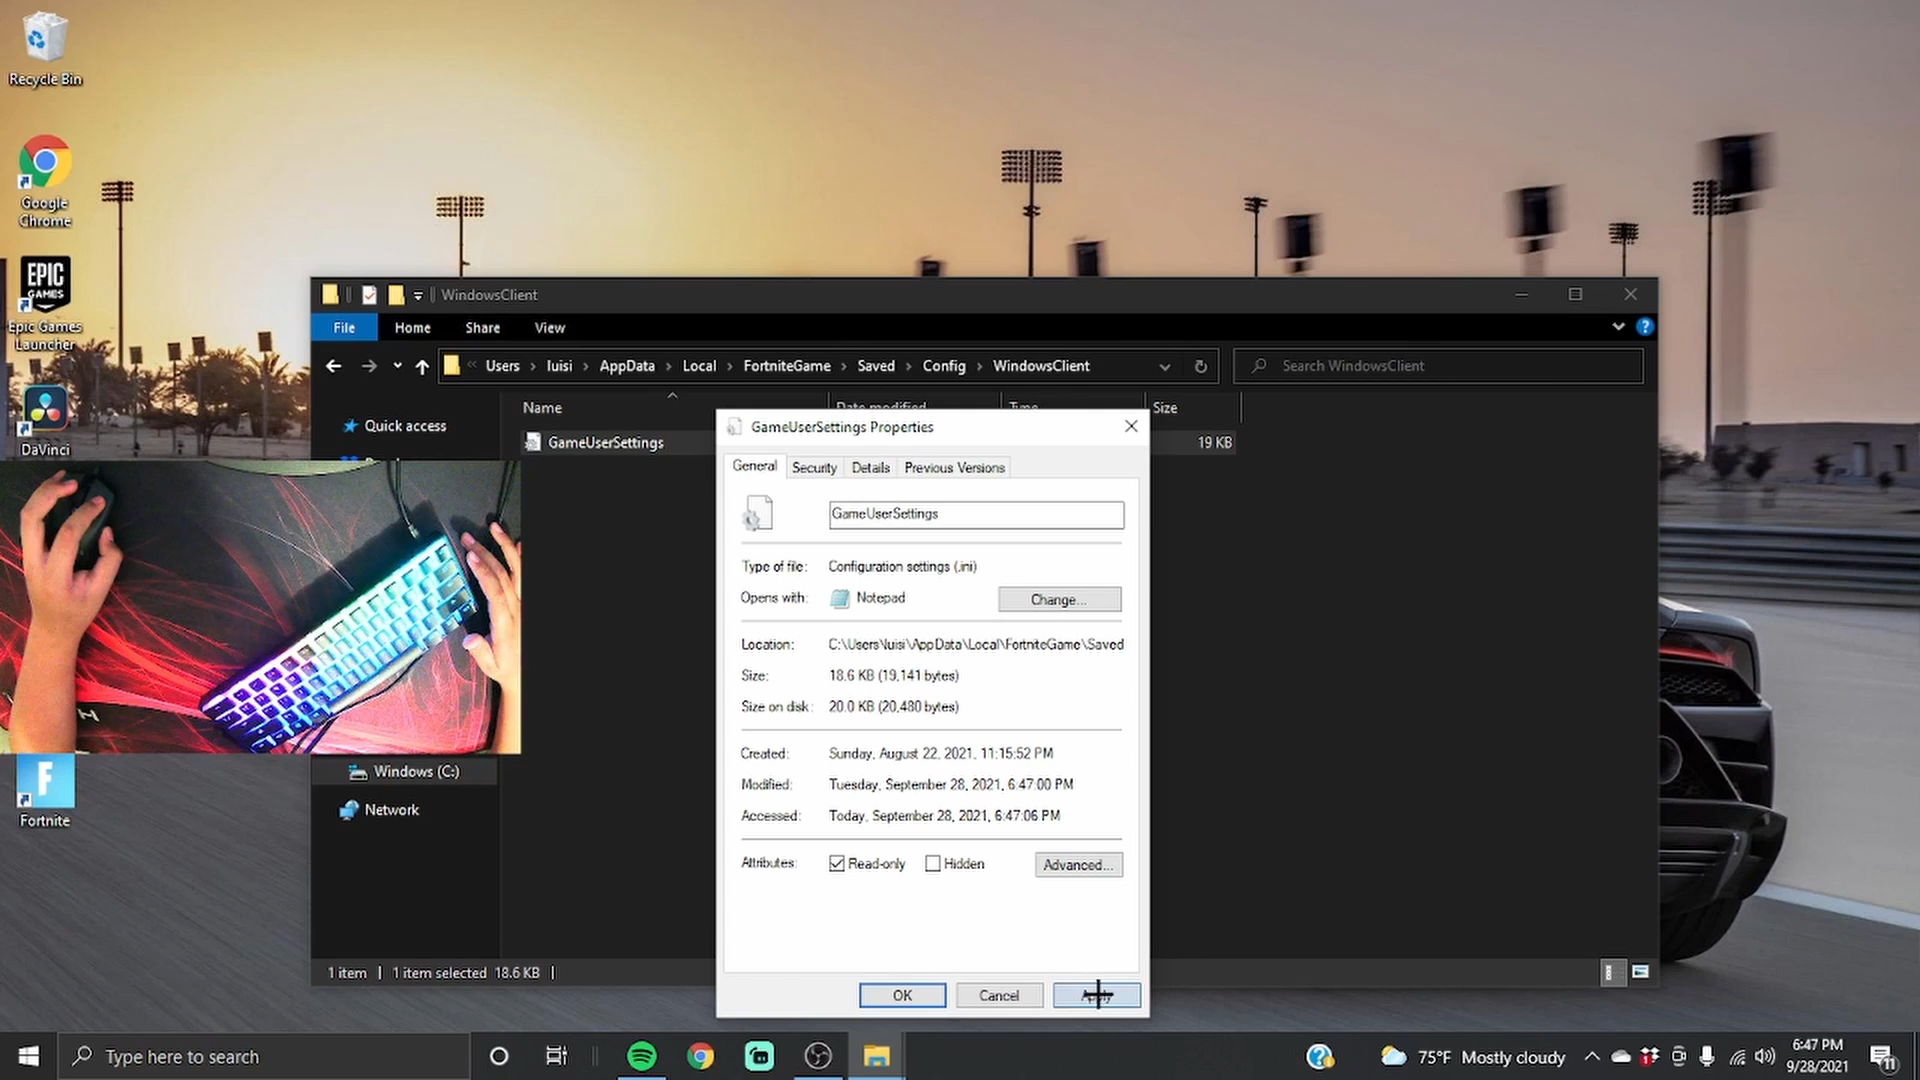 Recycle Bin
Google
Chrome
EPIC
GAMES
Epic Games
Launcher
DaVinci
Fortnite
WindowsClient
File Home Share View
« Users › luisi › AppData › Local › FortniteGame › Saved › Config › WindowsClient
Search WindowsClient
Name Date modified Type Size
Quick access
GameUserSettings 19 KB
Windows (C:)
Network
1 item 1 item selected 18.6 KB
GameUserSettings Properties
General Security Details Previous Versions
GameUserSettings
Type of file: Configuration settings (.ini)
Opens with: Notepad Change...
Location: C:\Users\luisi\AppData\Local\FortniteGame\Saved
Size: 18.6 KB (19,141 bytes)
Size on disk: 20.0 KB (20,480 bytes)
Created: Sunday, August 22, 2021, 11:15:52 PM
Modified: Tuesday, September 28, 2021, 6:47:00 PM
Accessed: Today, September 28, 2021, 6:47:06 PM
Attributes: Read-only Hidden Advanced...
OK Cancel Apply
Type here to search
75°F Mostly cloudy
6:47 PM
9/28/2021
11